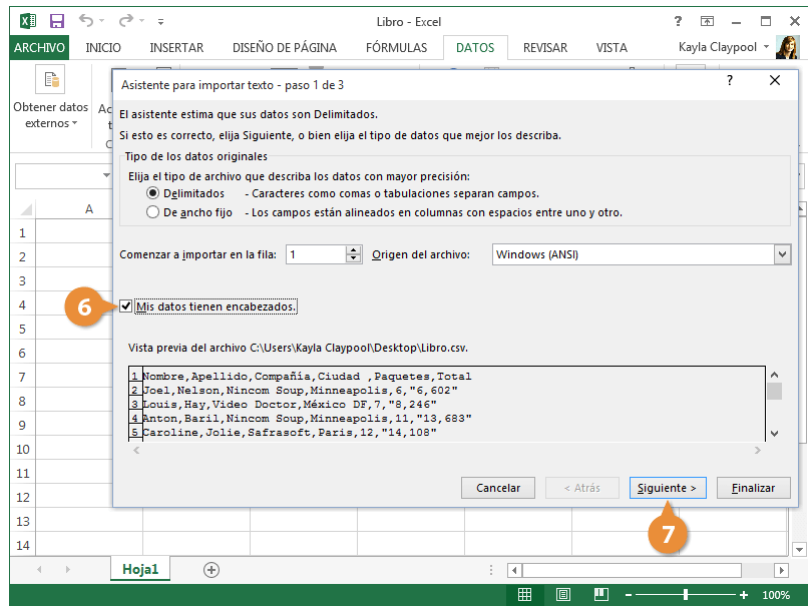 Libro - Excel
?
ARCHIVO INICIO INSERTAR DISEÑO DE PÁGINA FÓRMULAS DATOS REVISAR VISTA Kayla Claypool
Obtener datos
externos
Asistente para importar texto - paso 1 de 3 ? X
El asistente estima que sus datos son Delimitados.
Si esto es correcto, elija Siguiente, o bien elija el tipo de datos que mejor los describa.
Tipo de los datos originales
Elija el tipo de archivo que describa los datos con mayor precisión:
Delimitados - Caracteres como comas o tabulaciones separan campos.
De ancho fijo - Los campos están alineados en columnas con espacios entre uno y otro.
Comenzar a importar en la fila: 1 Origen del archivo: Windows (ANSI)
6 Mis datos tienen encabezados.
Vista previa del archivo C:\Users\Kayla Claypool\Desktop\Libro.csv.
1 Nombre,Apellido,Compañía,Ciudad ,Paquetes,Total
2 Joel,Nelson,Nincom Soup,Minneapolis,6,"6,602"
3 Louis,Hay,Video Doctor,México DF,7,"8,246"
4 Anton,Baril,Nincom Soup,Minneapolis,11,"13,683"
5 Caroline,Jolie,Safrasoft,Paris,12,"14,108"
Cancelar < Atrás Siguiente > Finalizar
7
A
1
2
3
4
5
6
7
8
9
10
11
12
13
14
Hoja1
100%